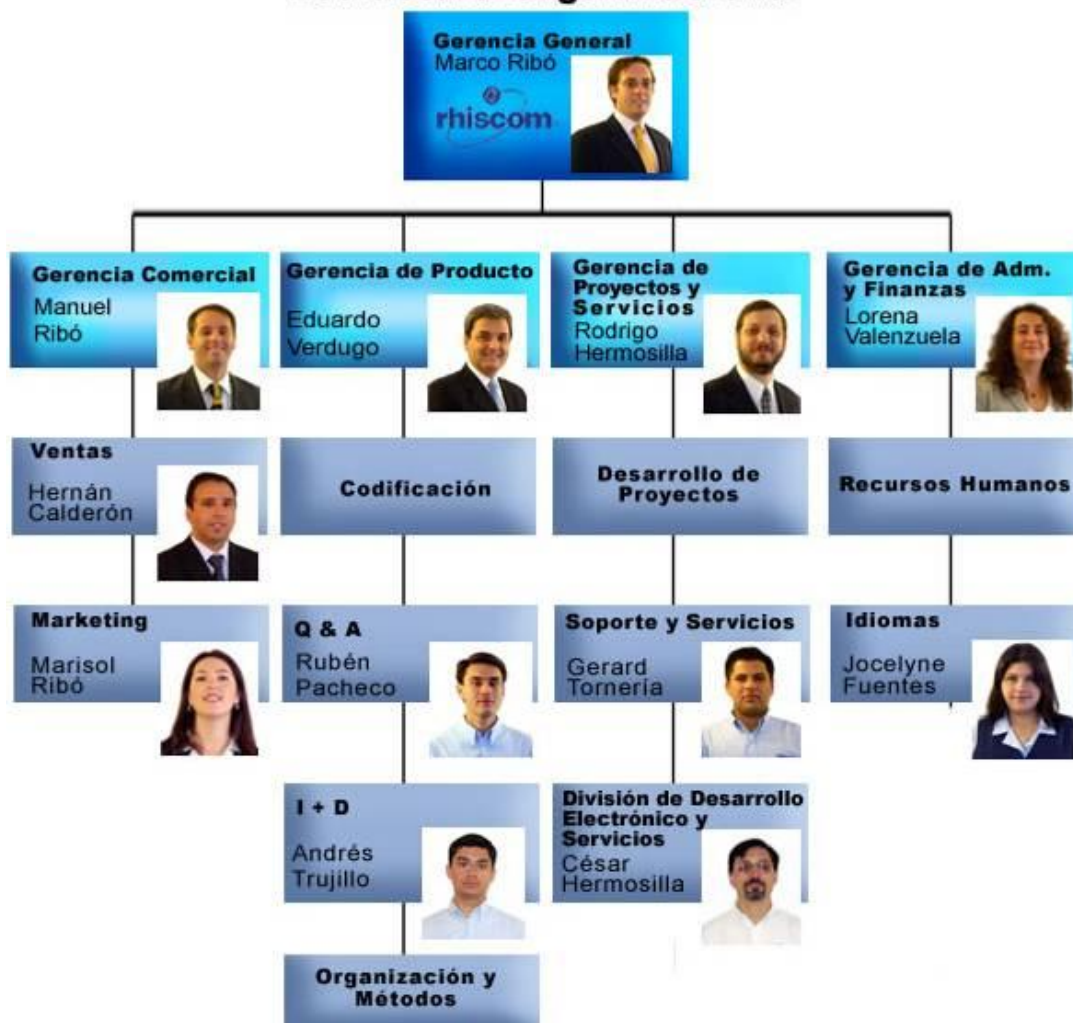 Gerencia General
Marco Ribó
rhiscom
Gerencia Comercial
Manuel
Ribó
Gerencia de Producto
Eduardo
Verdugo
Gerencia de
Proyectos y
Servicios
Rodrigo
Hermosilla
Gerencia de Adm.
y Finanzas
Lorena
Valenzuela
Ventas
Hernán
Calderón
Codificación
Desarrollo de
Proyectos
Recursos Humanos
Marketing
Marisol
Ribó
Q & A
Rubén
Pacheco
Soporte y Servicios
Gerard
Tornería
Idiomas
Jocelyne
Fuentes
I + D
Andrés
Trujillo
División de Desarrollo
Electrónico y
Servicios
César
Hermosilla
Organización y
Métodos